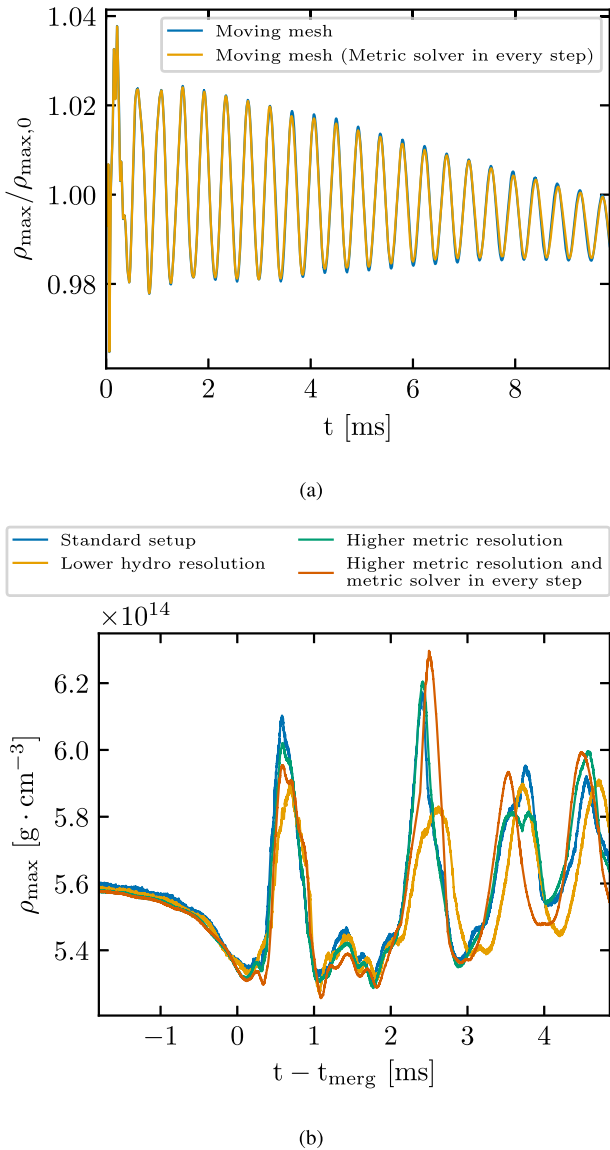 1.04
1.02
1.00
0.98
ρmax/ρmax,0
Moving mesh
Moving mesh (Metric solver in every step)
0 2 4 6 8
t [ms]
(a)
Standard setup
Lower hydro resolution
Higher metric resolution
Higher metric resolution and
metric solver in every step
×10¹⁴
6.2
6.0
5.8
5.6
5.4
ρmax [g · cm⁻³]
−1 0 1 2 3 4
t − tmerg [ms]
(b)